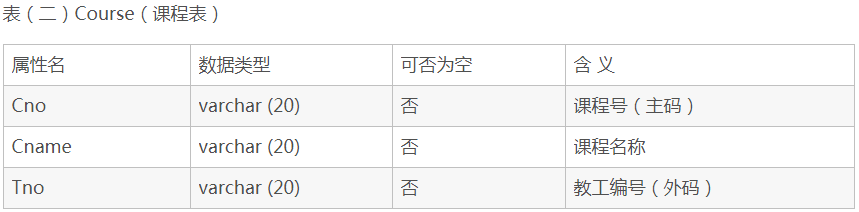 表（二）Course（课程表）
属性名 数据类型 可否为空 含 义
Cno varchar (20) 否 课程号（主码）
Cname varchar (20) 否 课程名称
Tno varchar (20) 否 教工编号（外码）